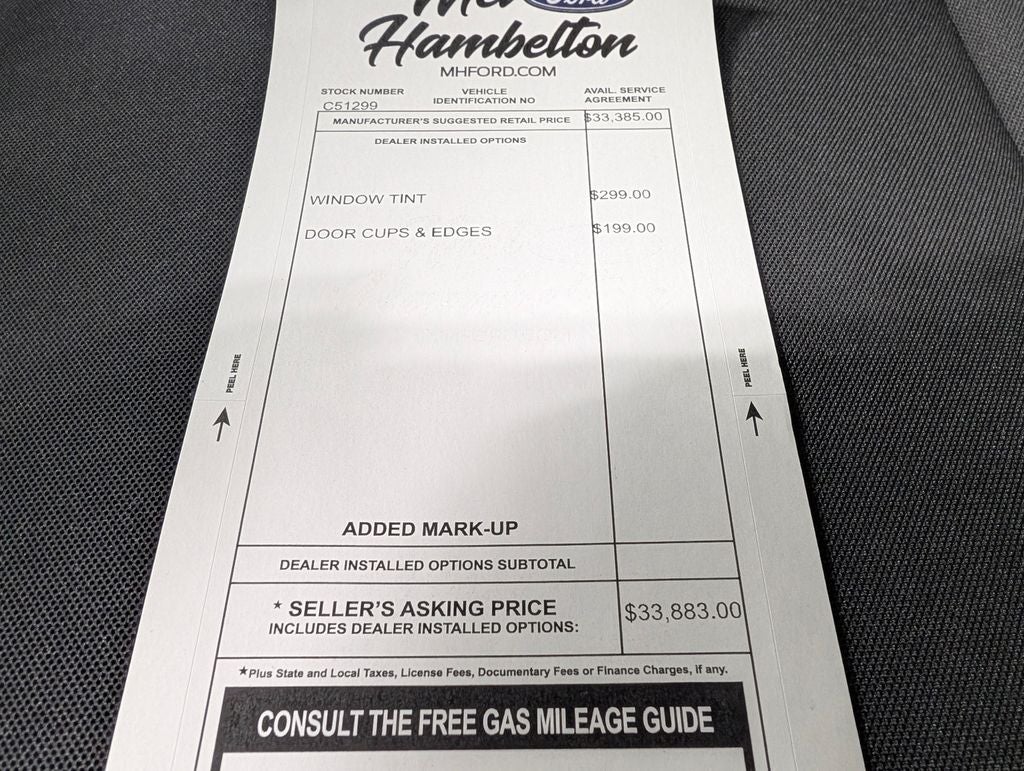 Ford
Hambelton
MHFORD.COM
STOCK NUMBER
C51299
VEHICLE
IDENTIFICATION NO
AVAIL. SERVICE
AGREEMENT
MANUFACTURER'S SUGGESTED RETAIL PRICE $33,385.00
DEALER INSTALLED OPTIONS
WINDOW TINT $299.00
DOOR CUPS & EDGES $199.00
PEEL HERE
PEEL HERE
ADDED MARK-UP
DEALER INSTALLED OPTIONS SUBTOTAL
* SELLER'S ASKING PRICE $33,883.00
INCLUDES DEALER INSTALLED OPTIONS:
*Plus State and Local Taxes, License Fees, Documentary Fees or Finance Charges, if any.
CONSULT THE FREE GAS MILEAGE GUIDE